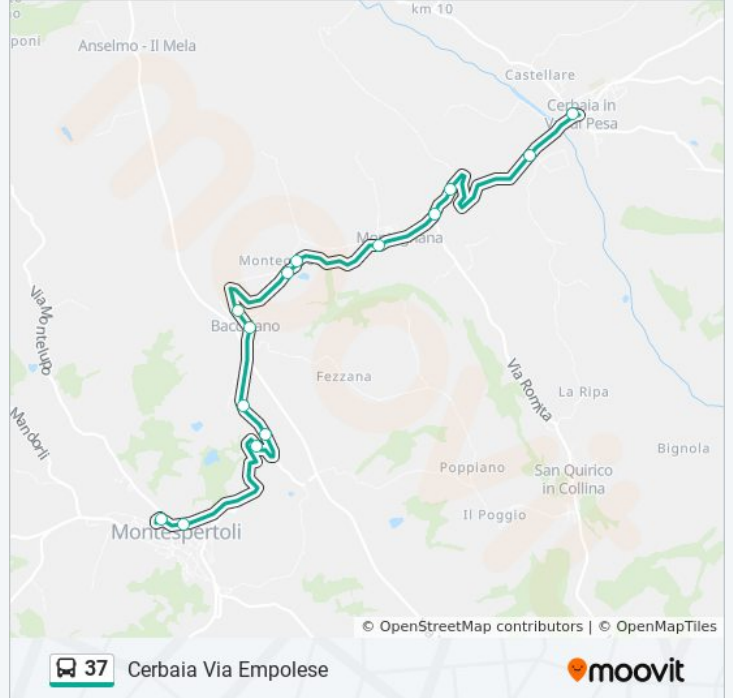 km 10
o
poni
Anselmo - Il Mela
Castellare
Cerbaia in
Val di Pesa
Montagnana
Baccaiano
Via Montelupo
Fezzana
Via Romita
La Ripa
Mandorli
Bignola
Poppiano
San Quirico
in Collina
Il Poggio
Montespertoli
© OpenStreetMap contributors | © OpenMapTiles
37 Cerbaia Via Empolese
moovit